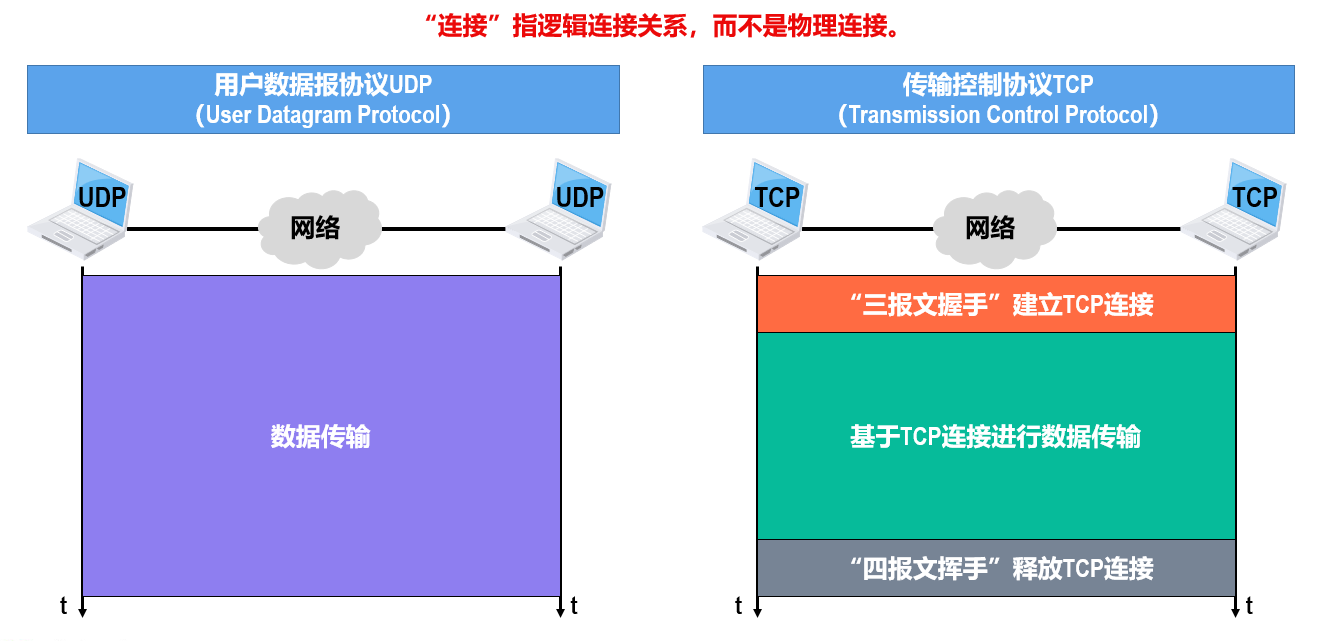 “连接”指逻辑连接关系，而不是物理连接。
用户数据报协议UDP
（User Datagram Protocol）
传输控制协议TCP
（Transmission Control Protocol）
UDP
网络
UDP
TCP
网络
TCP
数据传输
“三报文握手”建立TCP连接
基于TCP连接进行数据传输
“四报文挥手”释放TCP连接
t
t
t
t